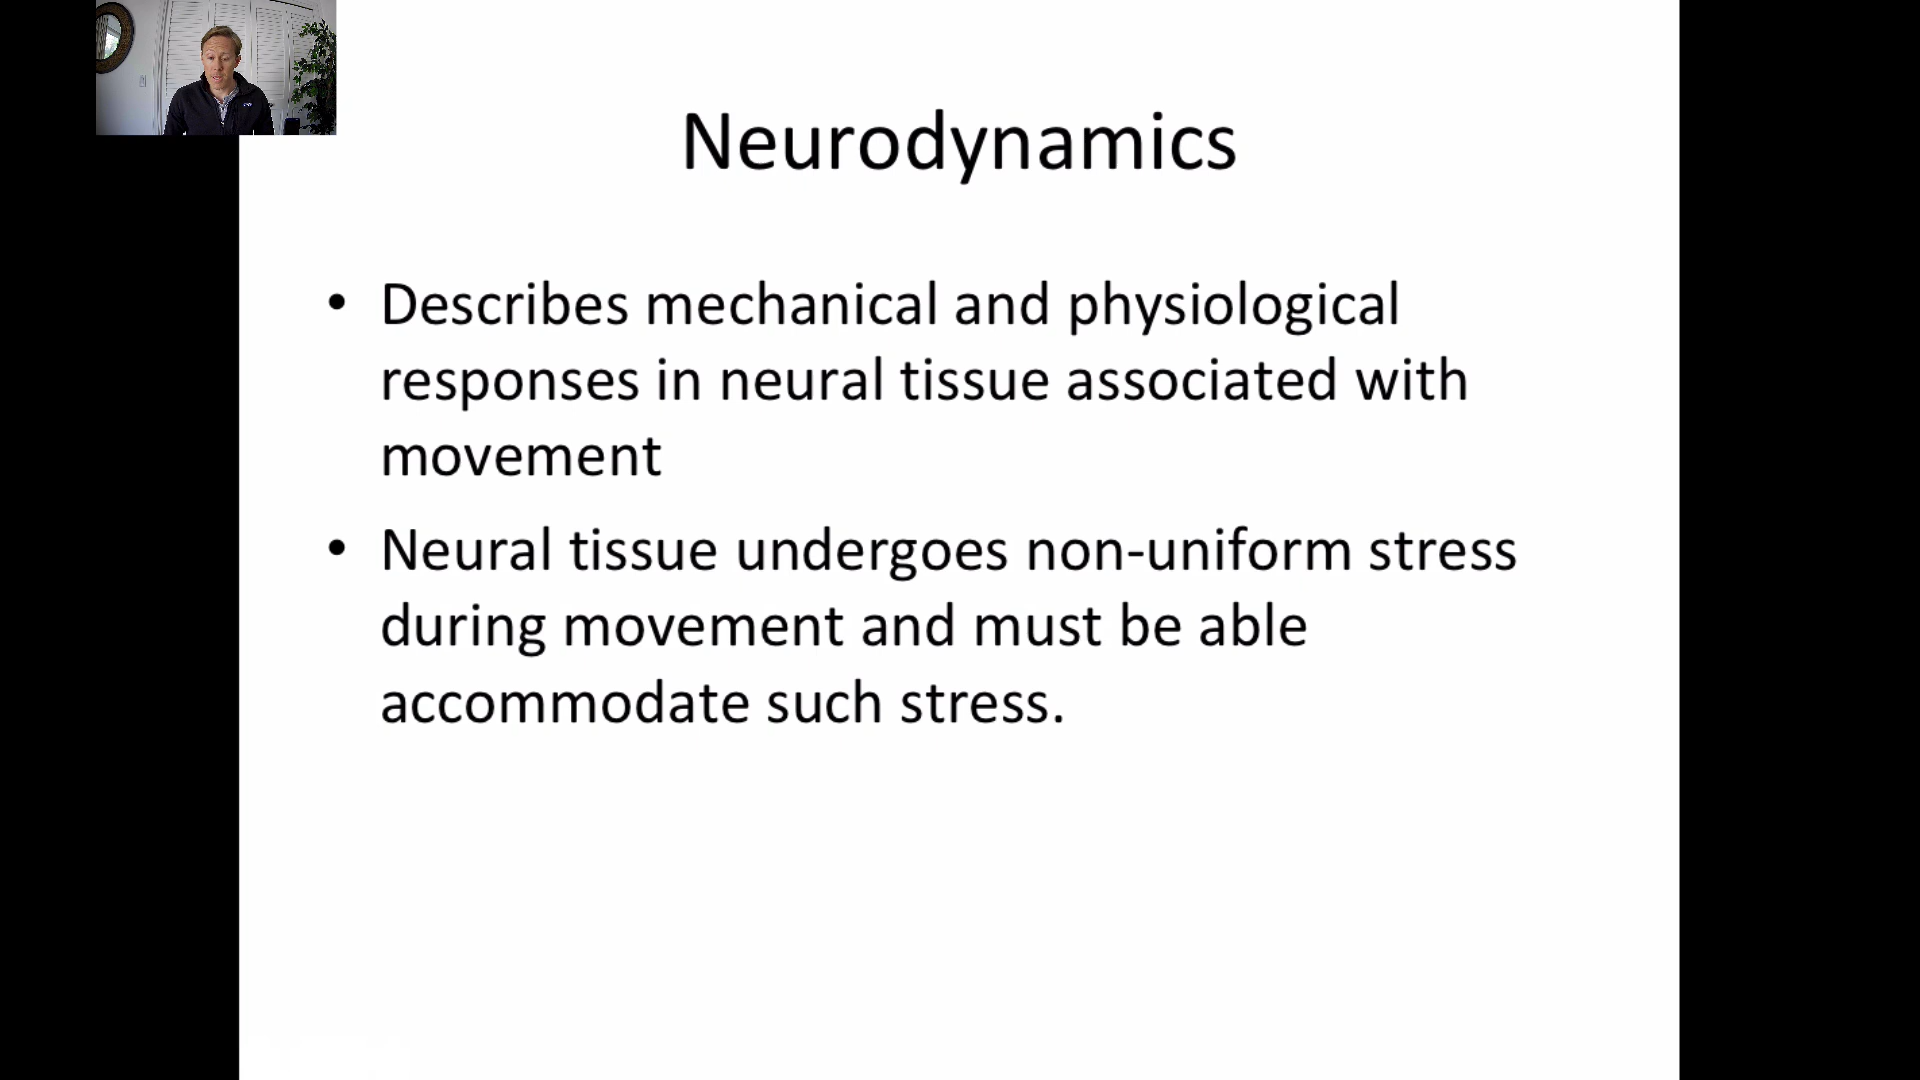 Neurodynamics
• Describes mechanical and physiological
responses in neural tissue associated with
movement
• Neural tissue undergoes non-uniform stress
during movement and must be able
accommodate such stress.